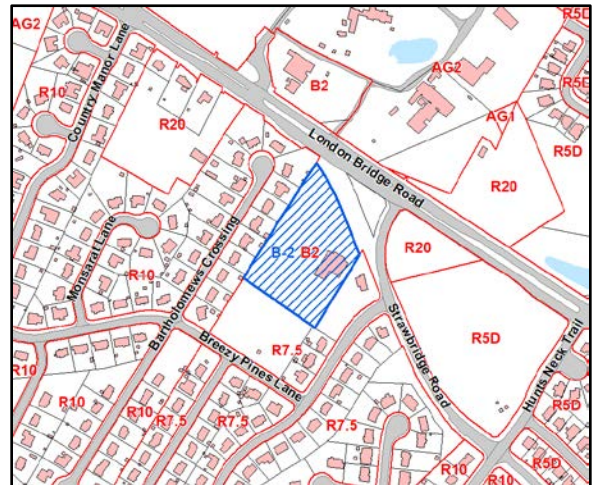 AG2
R5D
R10
Country Manor Lane
B2
AG2
R5D
R20
AG1
R5D
London Bridge Road
R20
Monsarat Lane
R10
Bartholomews Crossing
B-2
B2
R20
Strawbridge Road
R5D
Hunts Neck Trail
Breezy Pines Lane
R7.5
R10
R10
R10
R7.5
R7.5
R7.5
R5D
R10
R10
R5D